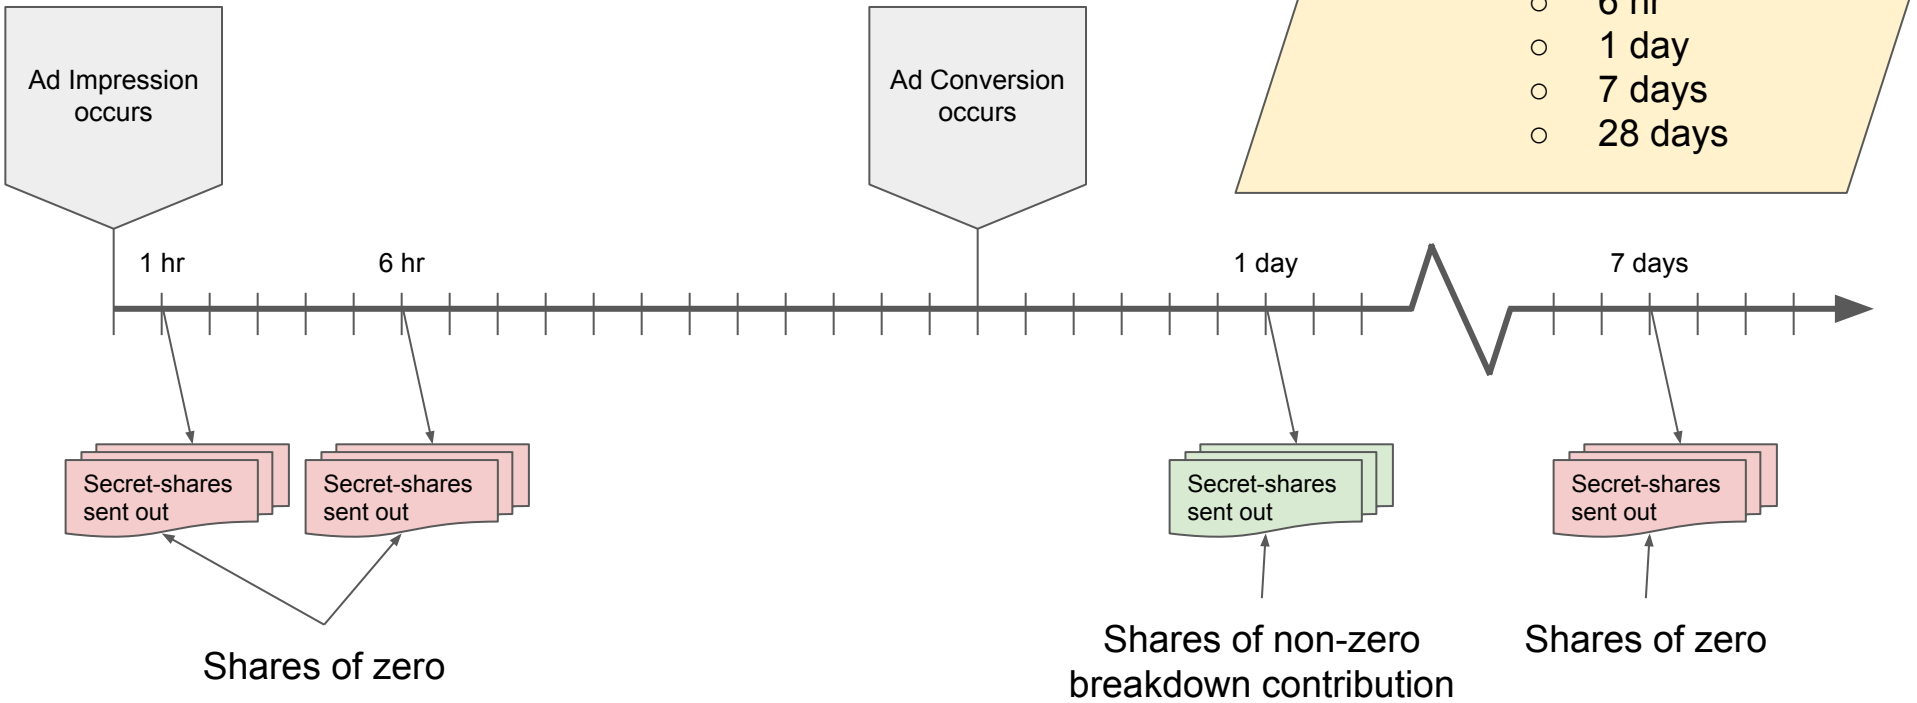 6 hr
○ 1 day
○ 7 days
○ 28 days
Ad Impression
occurs
Ad Conversion
occurs
1 hr
6 hr
1 day
7 days
Secret-shares
sent out
Secret-shares
sent out
Secret-shares
sent out
Secret-shares
sent out
Shares of zero
Shares of non-zero
breakdown contribution
Shares of zero